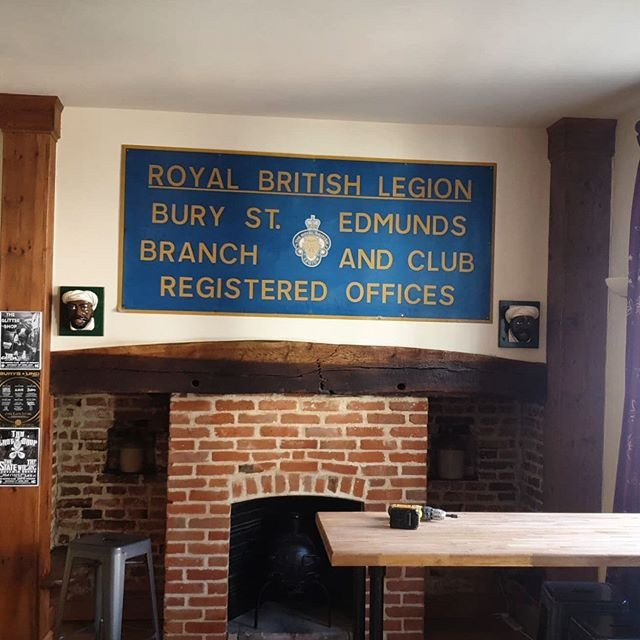 ROYAL BRITISH LEGION
BURY ST. EDMUNDS
BRANCH AND CLUB
REGISTERED OFFICES